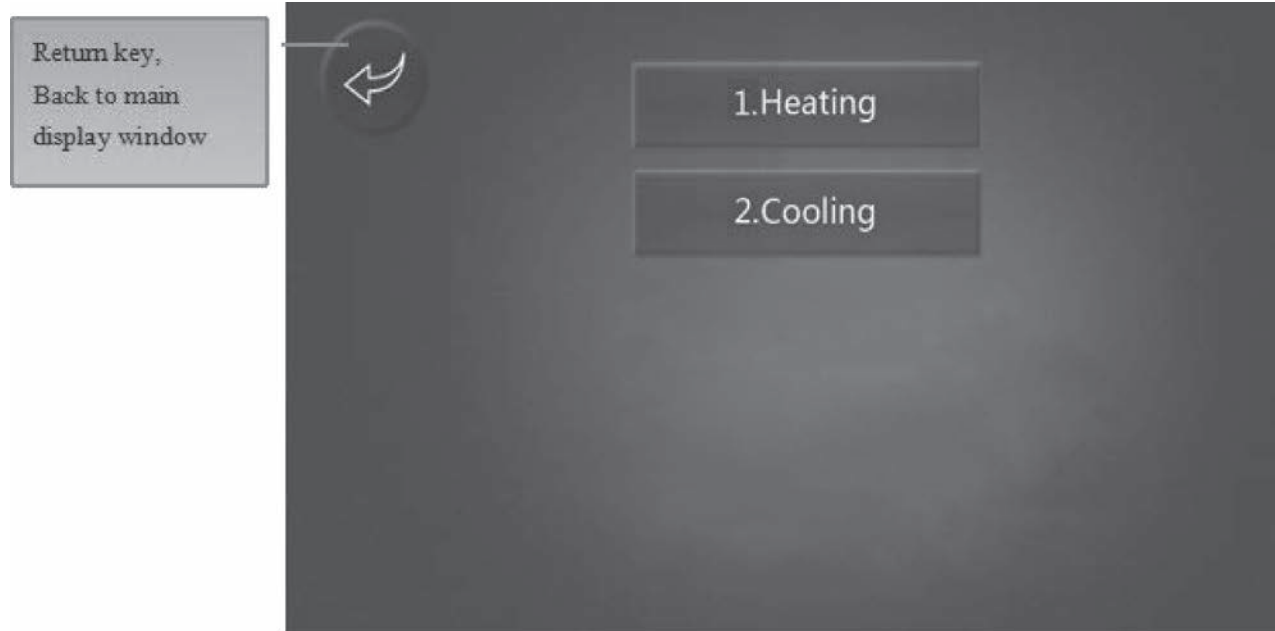 Return key,
Back to main
display window
1.Heating
2.Cooling